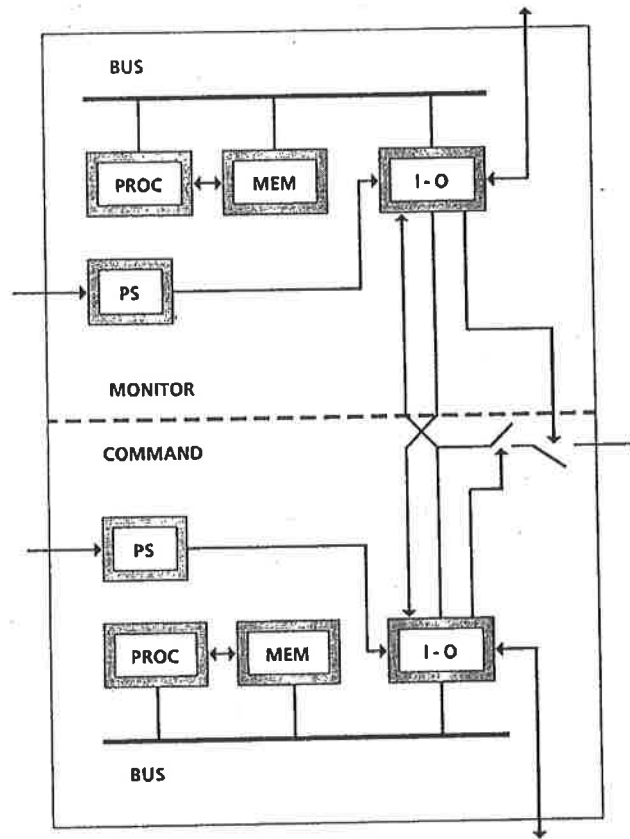 BUS
PROC
MEM
I-O
PS
MONITOR
COMMAND
PS
PROC
MEM
I-O
BUS